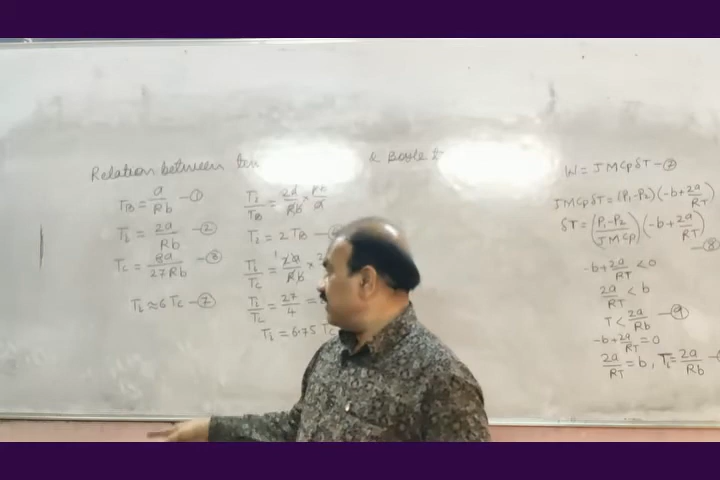 Relation between & Boyle
TB = a/Rb —①
Ti = 2a/Rb —②
Tc = 8a/27Rb —③
Ti ≈ 6 Tc —⑦
Ti/TB = 2a/Rb × Rb/a
Ti = 2 TB —
Ti/Tc = 2a/Rb ×
Ti/Tc = 27/4 =
Ti = 6.75 Tc
W = JMCpδT —⑦
JMCpδT = (P1-P2)(-b+2a/RT)
δT = (P1-P2/JMCp)(-b+2a/RT)
—⑧
-b+2a/RT < 0
2a/RT < b
T < 2a/Rb —⑨
-b+2a/RT = 0
2a/RT = b, Ti = 2a/Rb —